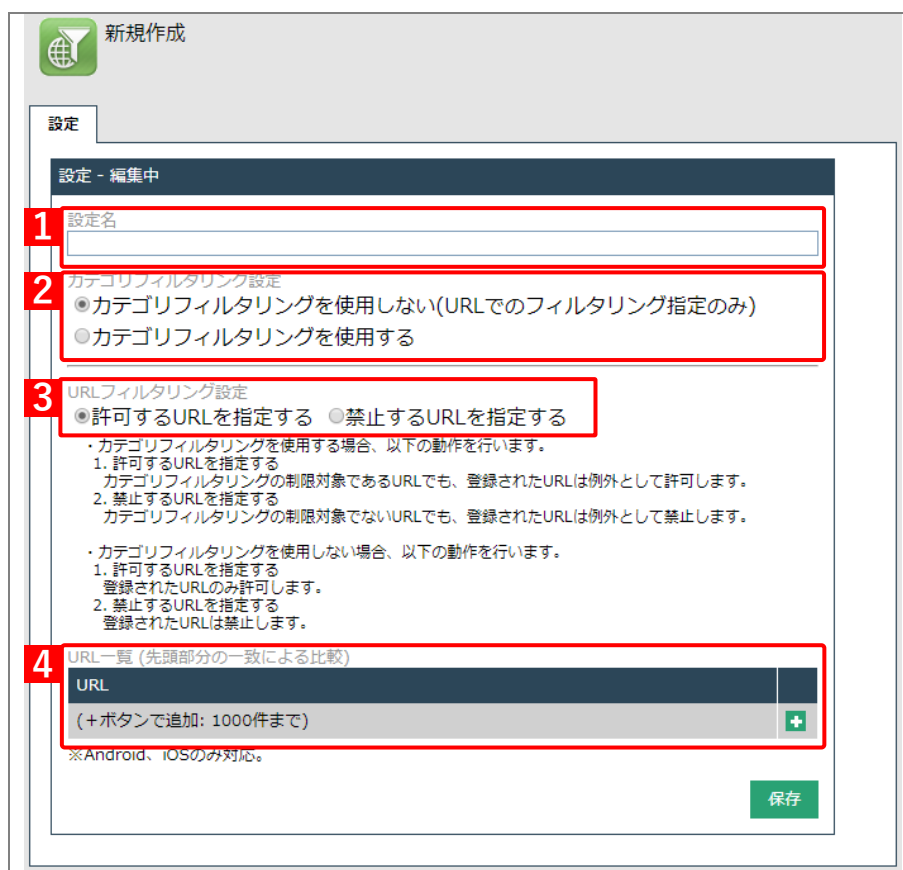 新規作成
設定
設定 - 編集中
1
設定名
2
カテゴリフィルタリング設定
カテゴリフィルタリングを使用しない(URLでのフィルタリング指定のみ)
カテゴリフィルタリングを使用する
3
URLフィルタリング設定
許可するURLを指定する 禁止するURLを指定する
・カテゴリフィルタリングを使用する場合、以下の動作を行います。
1. 許可するURLを指定する
カテゴリフィルタリングの制限対象であるURLでも、登録されたURLは例外として許可します。
2. 禁止するURLを指定する
カテゴリフィルタリングの制限対象でないURLでも、登録されたURLは例外として禁止します。
・カテゴリフィルタリングを使用しない場合、以下の動作を行います。
1. 許可するURLを指定する
登録されたURLのみ許可します。
2. 禁止するURLを指定する
登録されたURLは禁止します。
4
URL一覧 (先頭部分の一致による比較)
URL
(+ボタンで追加: 1000件まで)
※Android、iOSのみ対応。
保存